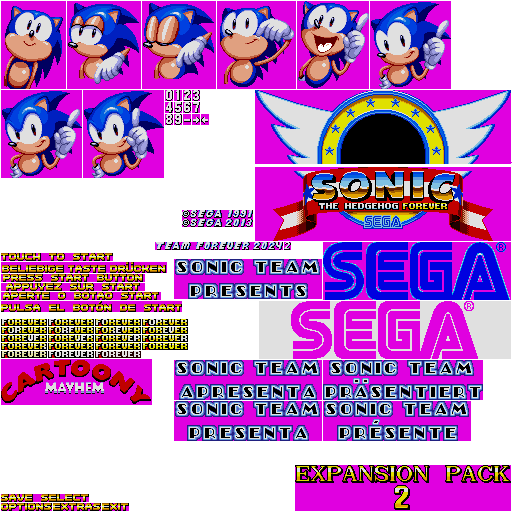 0123
4567
89-→←
SONIC
THE HEDGEHOG FOREVER
SEGA
©SEGA 1991
©SEGA 2013
TEAM FOREVER 20242
TOUCH TO START
BELIEBIGE TASTE DRÜCKEN
PRESS START BUTTON
APPUYEZ SUR START
APERTE O BOTAO START
PULSA EL BOTÓN DE START
SONIC TEAM
PRESENTS
SEGA®
SEGA®
FOREVER FOREVER FOREVER FOREVER
FOREVER FOREVER FOREVER FOREVER
FOREVER FOREVER FOREVER FOREVER
FOREVER FOREVER FOREVER FOREVER
FOREVER FOREVER FOREVER
CARTOONY
MAYHEM
SONIC TEAM
APRESENTA
SONIC TEAM
PRÄSENTIERT
SONIC TEAM
PRESENTA
SONIC TEAM
PRÉSENTE
EXPANSION PACK
2
SAVE SELECT
OPTIONS EXTRAS EXIT